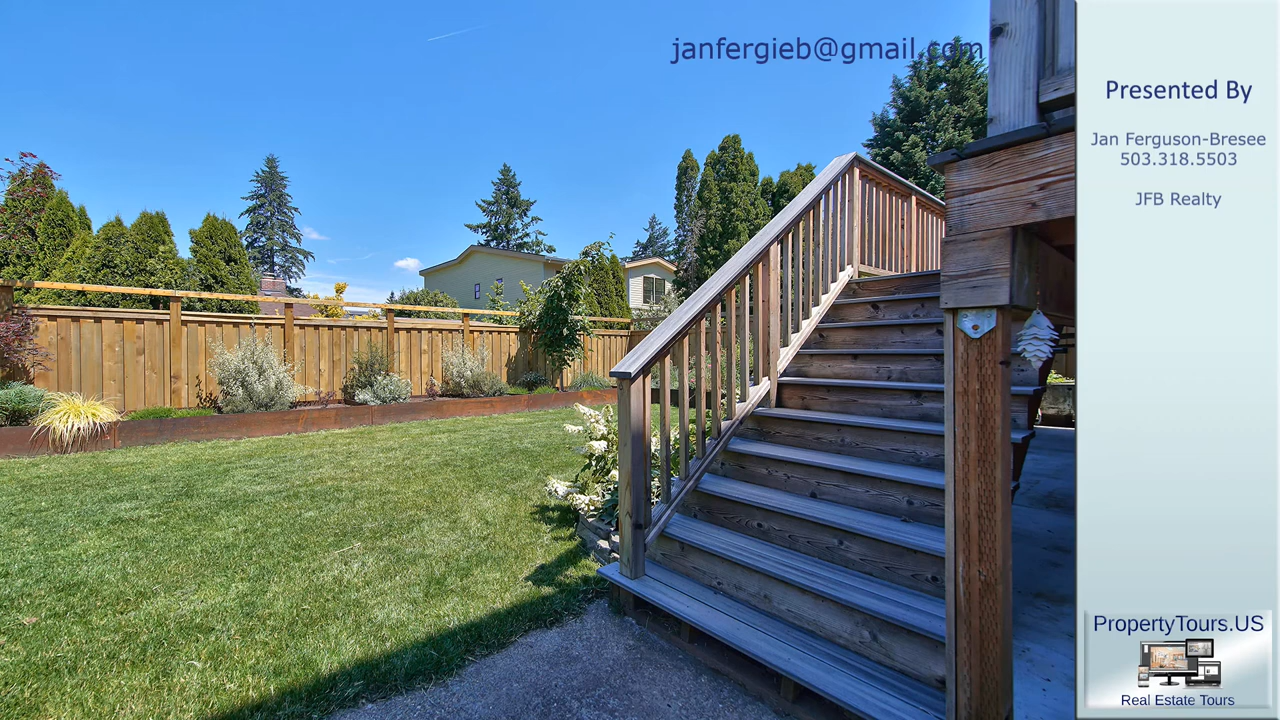 janfergieb@gmail.com
Presented By
Jan Ferguson-Bresee
503.318.5503
JFB Realty
PropertyTours.US
Real Estate Tours